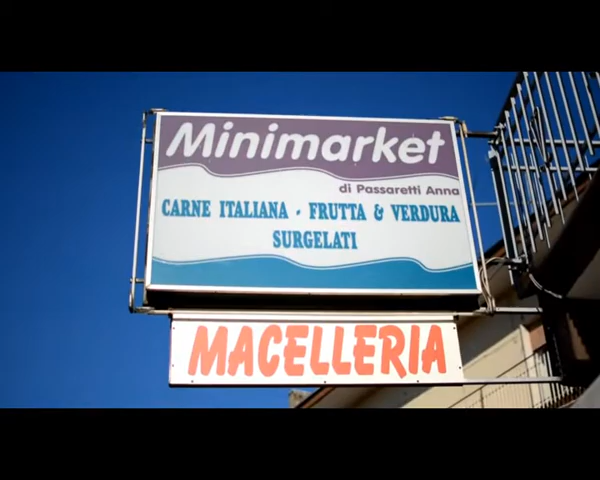 Minimarket
di Passaretti Anna
CARNE ITALIANA - FRUTTA & VERDURA
SURGELATI
MACELLERIA